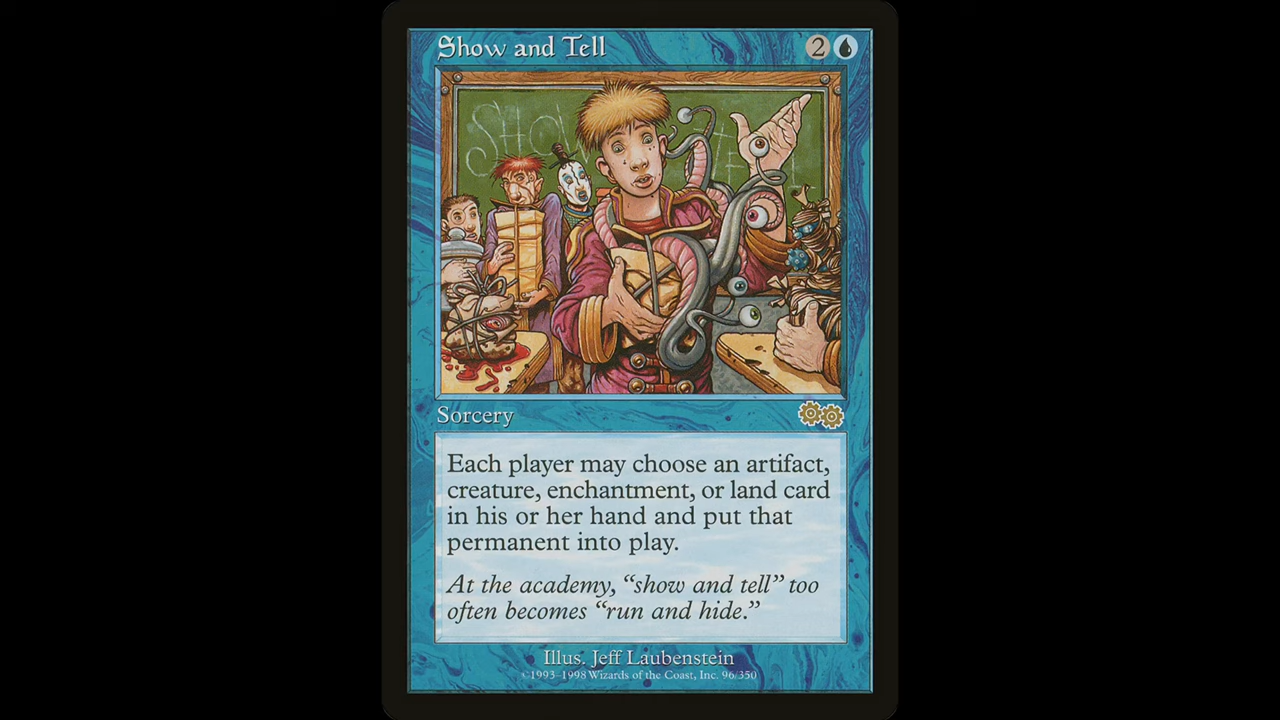 Show and Tell
2
Sorcery
Each player may choose an artifact,
creature, enchantment, or land card
in his or her hand and put that
permanent into play.
At the academy, “show and tell” too
often becomes “run and hide.”
Illus. Jeff Laubenstein
©1993–1998 Wizards of the Coast, Inc. 96/350